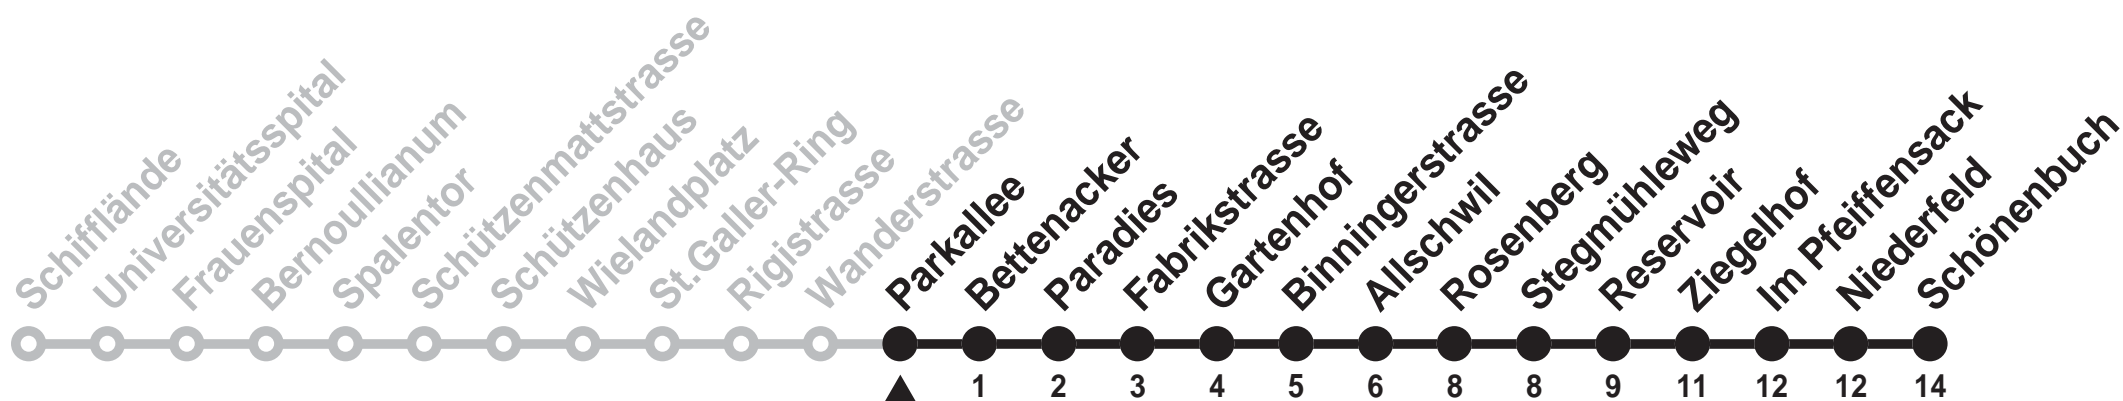 Schifflände
Universitätsspital
Frauenspital
Bernoullianum
Spalentor
Schützenmattstrasse
Schützenhaus
Wielandplatz
St.Galler-Ring
Rigistrasse
Wanderstrasse
Parkallee
Bettenacker
Paradies
Fabrikstrasse
Gartenhof
Binningerstrasse
Allschwil
Rosenberg
Stegmühleweg
Reservoir
Ziegelhof
Im Pfeiffensack
Niederfeld
Schönenbuch
1 2 3 4 5 6 8 8 9 11 12 12 14